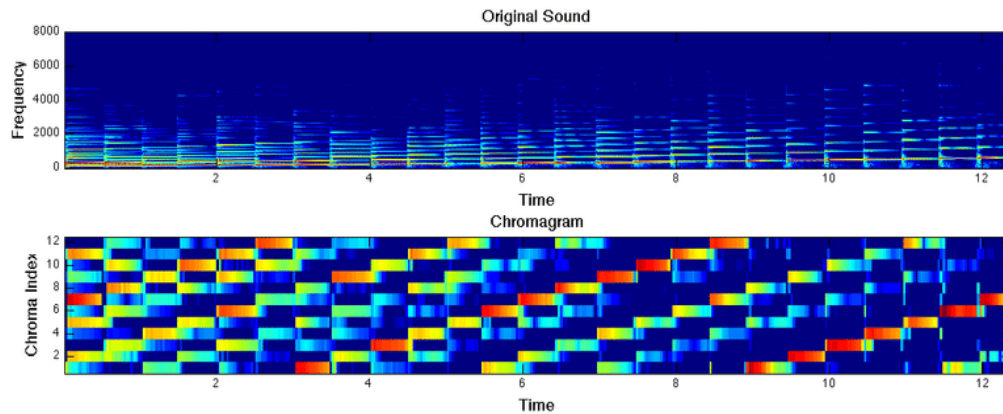 Original Sound
8000
6000
4000
2000
0
Frequency
2 4 6 8 10 12
Time
Chromagram
12
10
8
6
4
2
Chroma Index
2 4 6 8 10 12
Time